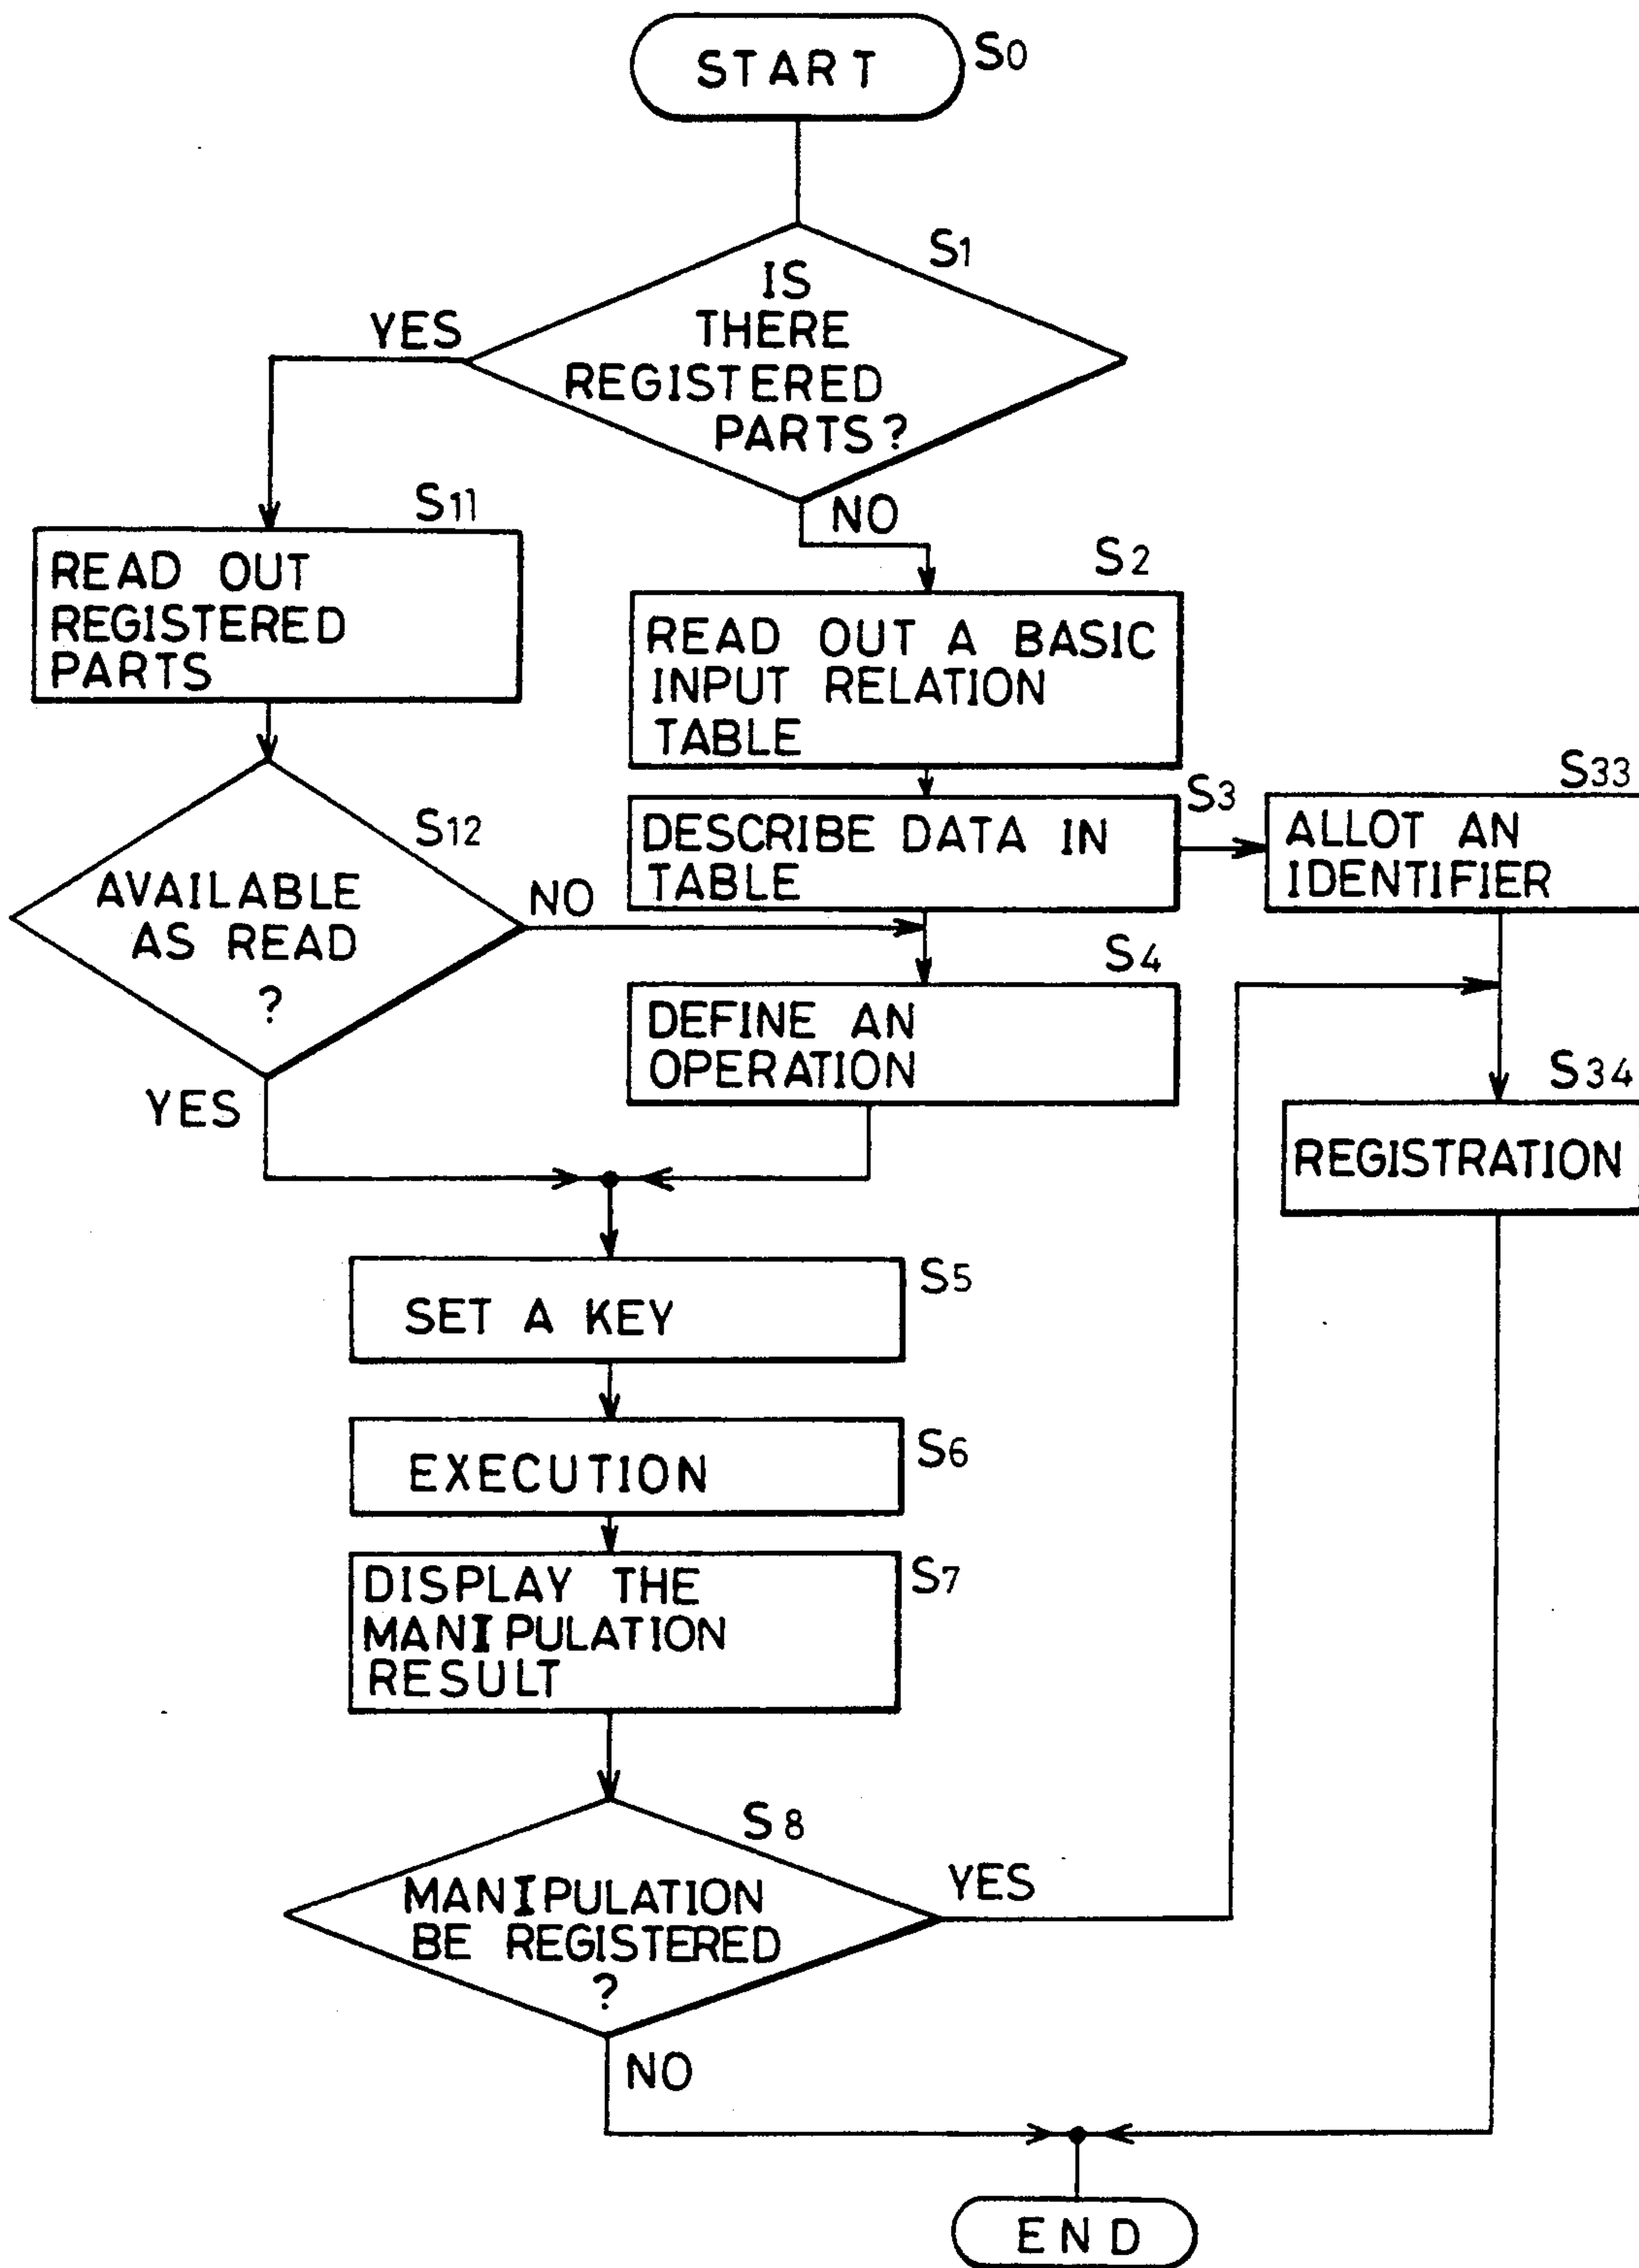 START
S0
S1
IS
THERE
REGISTERED
PARTS?
YES
NO
S11
READ OUT
REGISTERED
PARTS
S2
READ OUT A BASIC
INPUT RELATION
TABLE
S12
AVAILABLE
AS READ
?
NO
YES
S3
DESCRIBE DATA IN
TABLE
S33
ALLOT AN
IDENTIFIER
S4
DEFINE AN
OPERATION
S34
REGISTRATION
S5
SET A KEY
S6
EXECUTION
S7
DISPLAY THE
MANIPULATION
RESULT
S8
MANIPULATION
BE REGISTERED
?
YES
NO
END